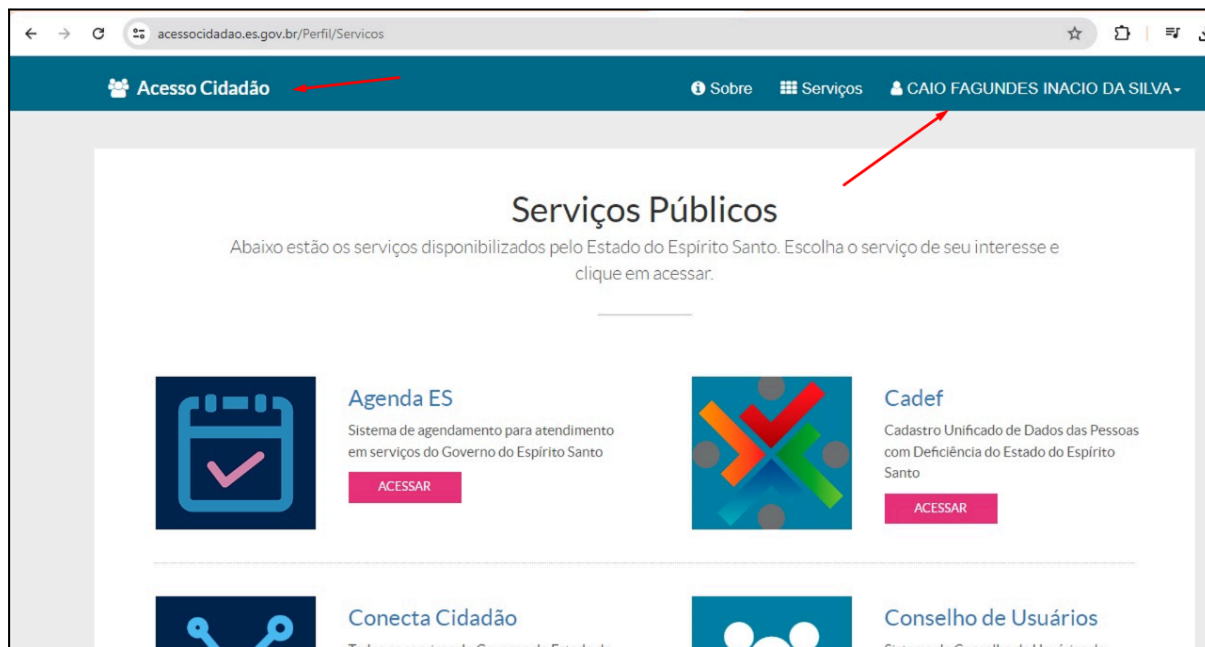 acessocidadao.es.gov.br/Perfil/Servicos
Acesso Cidadão
Sobre
Serviços
CAIO FAGUNDES INACIO DA SILVA
Serviços Públicos
Abaixo estão os serviços disponibilizados pelo Estado do Espírito Santo. Escolha o serviço de seu interesse e
clique em acessar.
Agenda ES
Sistema de agendamento para atendimento
em serviços do Governo do Espírito Santo
ACESSAR
Cadef
Cadastro Unificado de Dados das Pessoas
com Deficiência do Estado do Espírito
Santo
ACESSAR
Conecta Cidadão
Conselho de Usuários